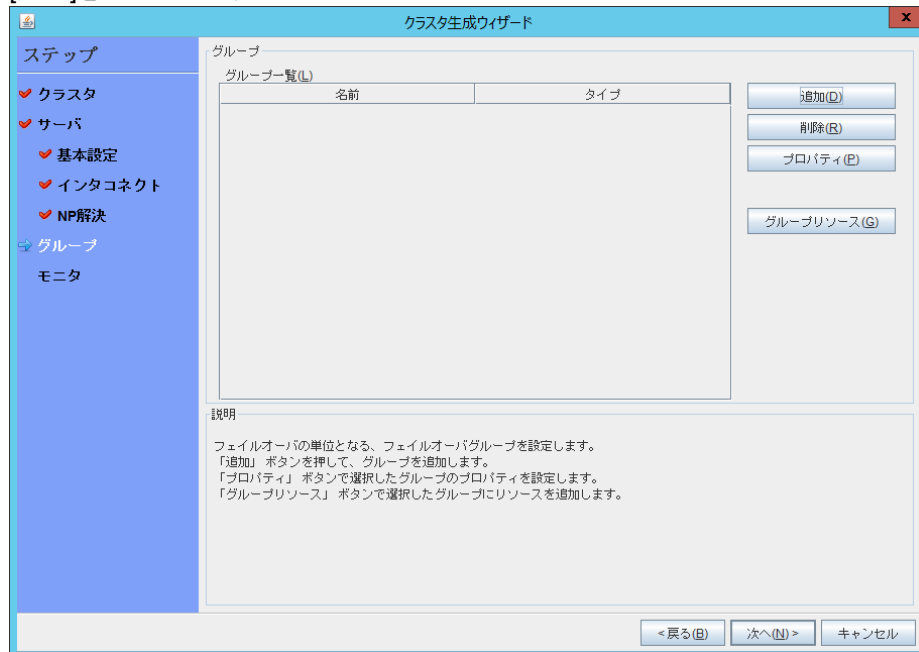 クラスタ生成ウィザード
x
ステップ
クラスタ
サーバ
基本設定
インタコネクト
NP解決
グループ
モニタ
グループ
グループ一覧(L)
名前 タイプ
追加(D)
削除(R)
プロパティ(P)
グループリソース(G)
説明
フェイルオーバの単位となる、フェイルオーバグループを設定します。
「追加」 ボタンを押して、グループを追加します。
「プロパティ」 ボタンで選択したグループのプロパティを設定します。
「グループリソース」 ボタンで選択したグループにリソースを追加します。
<戻る(B) 次へ(N)> キャンセル